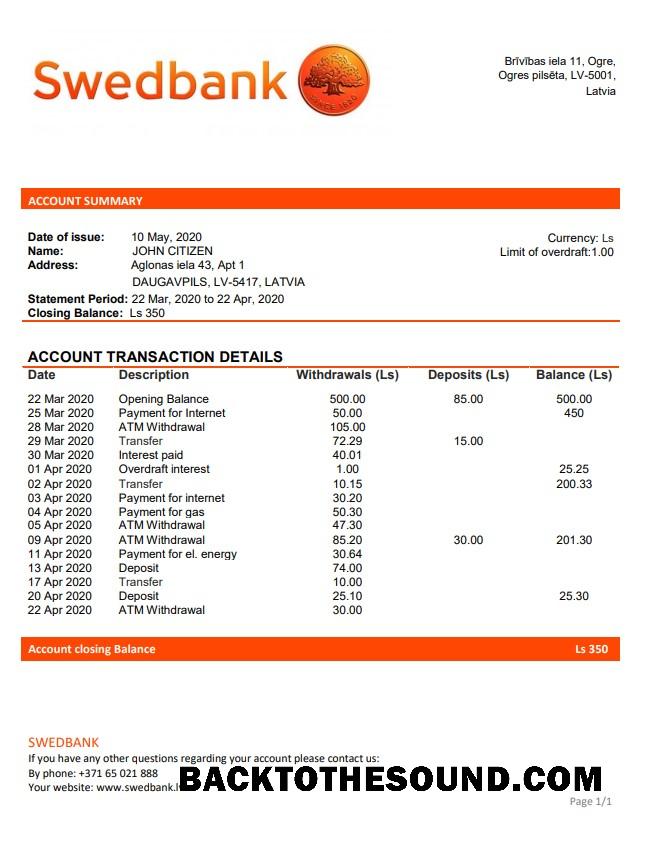 Swedbank
SINCE 1820
Brīvības iela 11, Ogre,
Ogres pilsēta, LV-5001,
Latvia
ACCOUNT SUMMARY
Date of issue: 10 May, 2020
Name: JOHN CITIZEN
Address: Aglonas iela 43, Apt 1
DAUGAVPILS, LV-5417, LATVIA
Statement Period: 22 Mar, 2020 to 22 Apr, 2020
Closing Balance: Ls 350
Currency: Ls
Limit of overdraft:1.00
ACCOUNT TRANSACTION DETAILS
Date Description Withdrawals (Ls) Deposits (Ls) Balance (Ls)
22 Mar 2020 Opening Balance 500.00 85.00 500.00
25 Mar 2020 Payment for Internet 50.00 450
28 Mar 2020 ATM Withdrawal 105.00
29 Mar 2020 Transfer 72.29 15.00
30 Mar 2020 Interest paid 40.01
01 Apr 2020 Overdraft interest 1.00 25.25
02 Apr 2020 Transfer 10.15 200.33
03 Apr 2020 Payment for internet 30.20
04 Apr 2020 Payment for gas 50.30
05 Apr 2020 ATM Withdrawal 47.30
09 Apr 2020 ATM Withdrawal 85.20 30.00 201.30
11 Apr 2020 Payment for el. energy 30.64
13 Apr 2020 Deposit 74.00
17 Apr 2020 Transfer 10.00
20 Apr 2020 Deposit 25.10 25.30
22 Apr 2020 ATM Withdrawal 30.00
Account closing Balance Ls 350
SWEDBANK
If you have any other questions regarding your account please contact us:
By phone: +371 65 021 888
Your website: www.swedbank.l
BACKTOTHESOUND.COM
Page 1/1